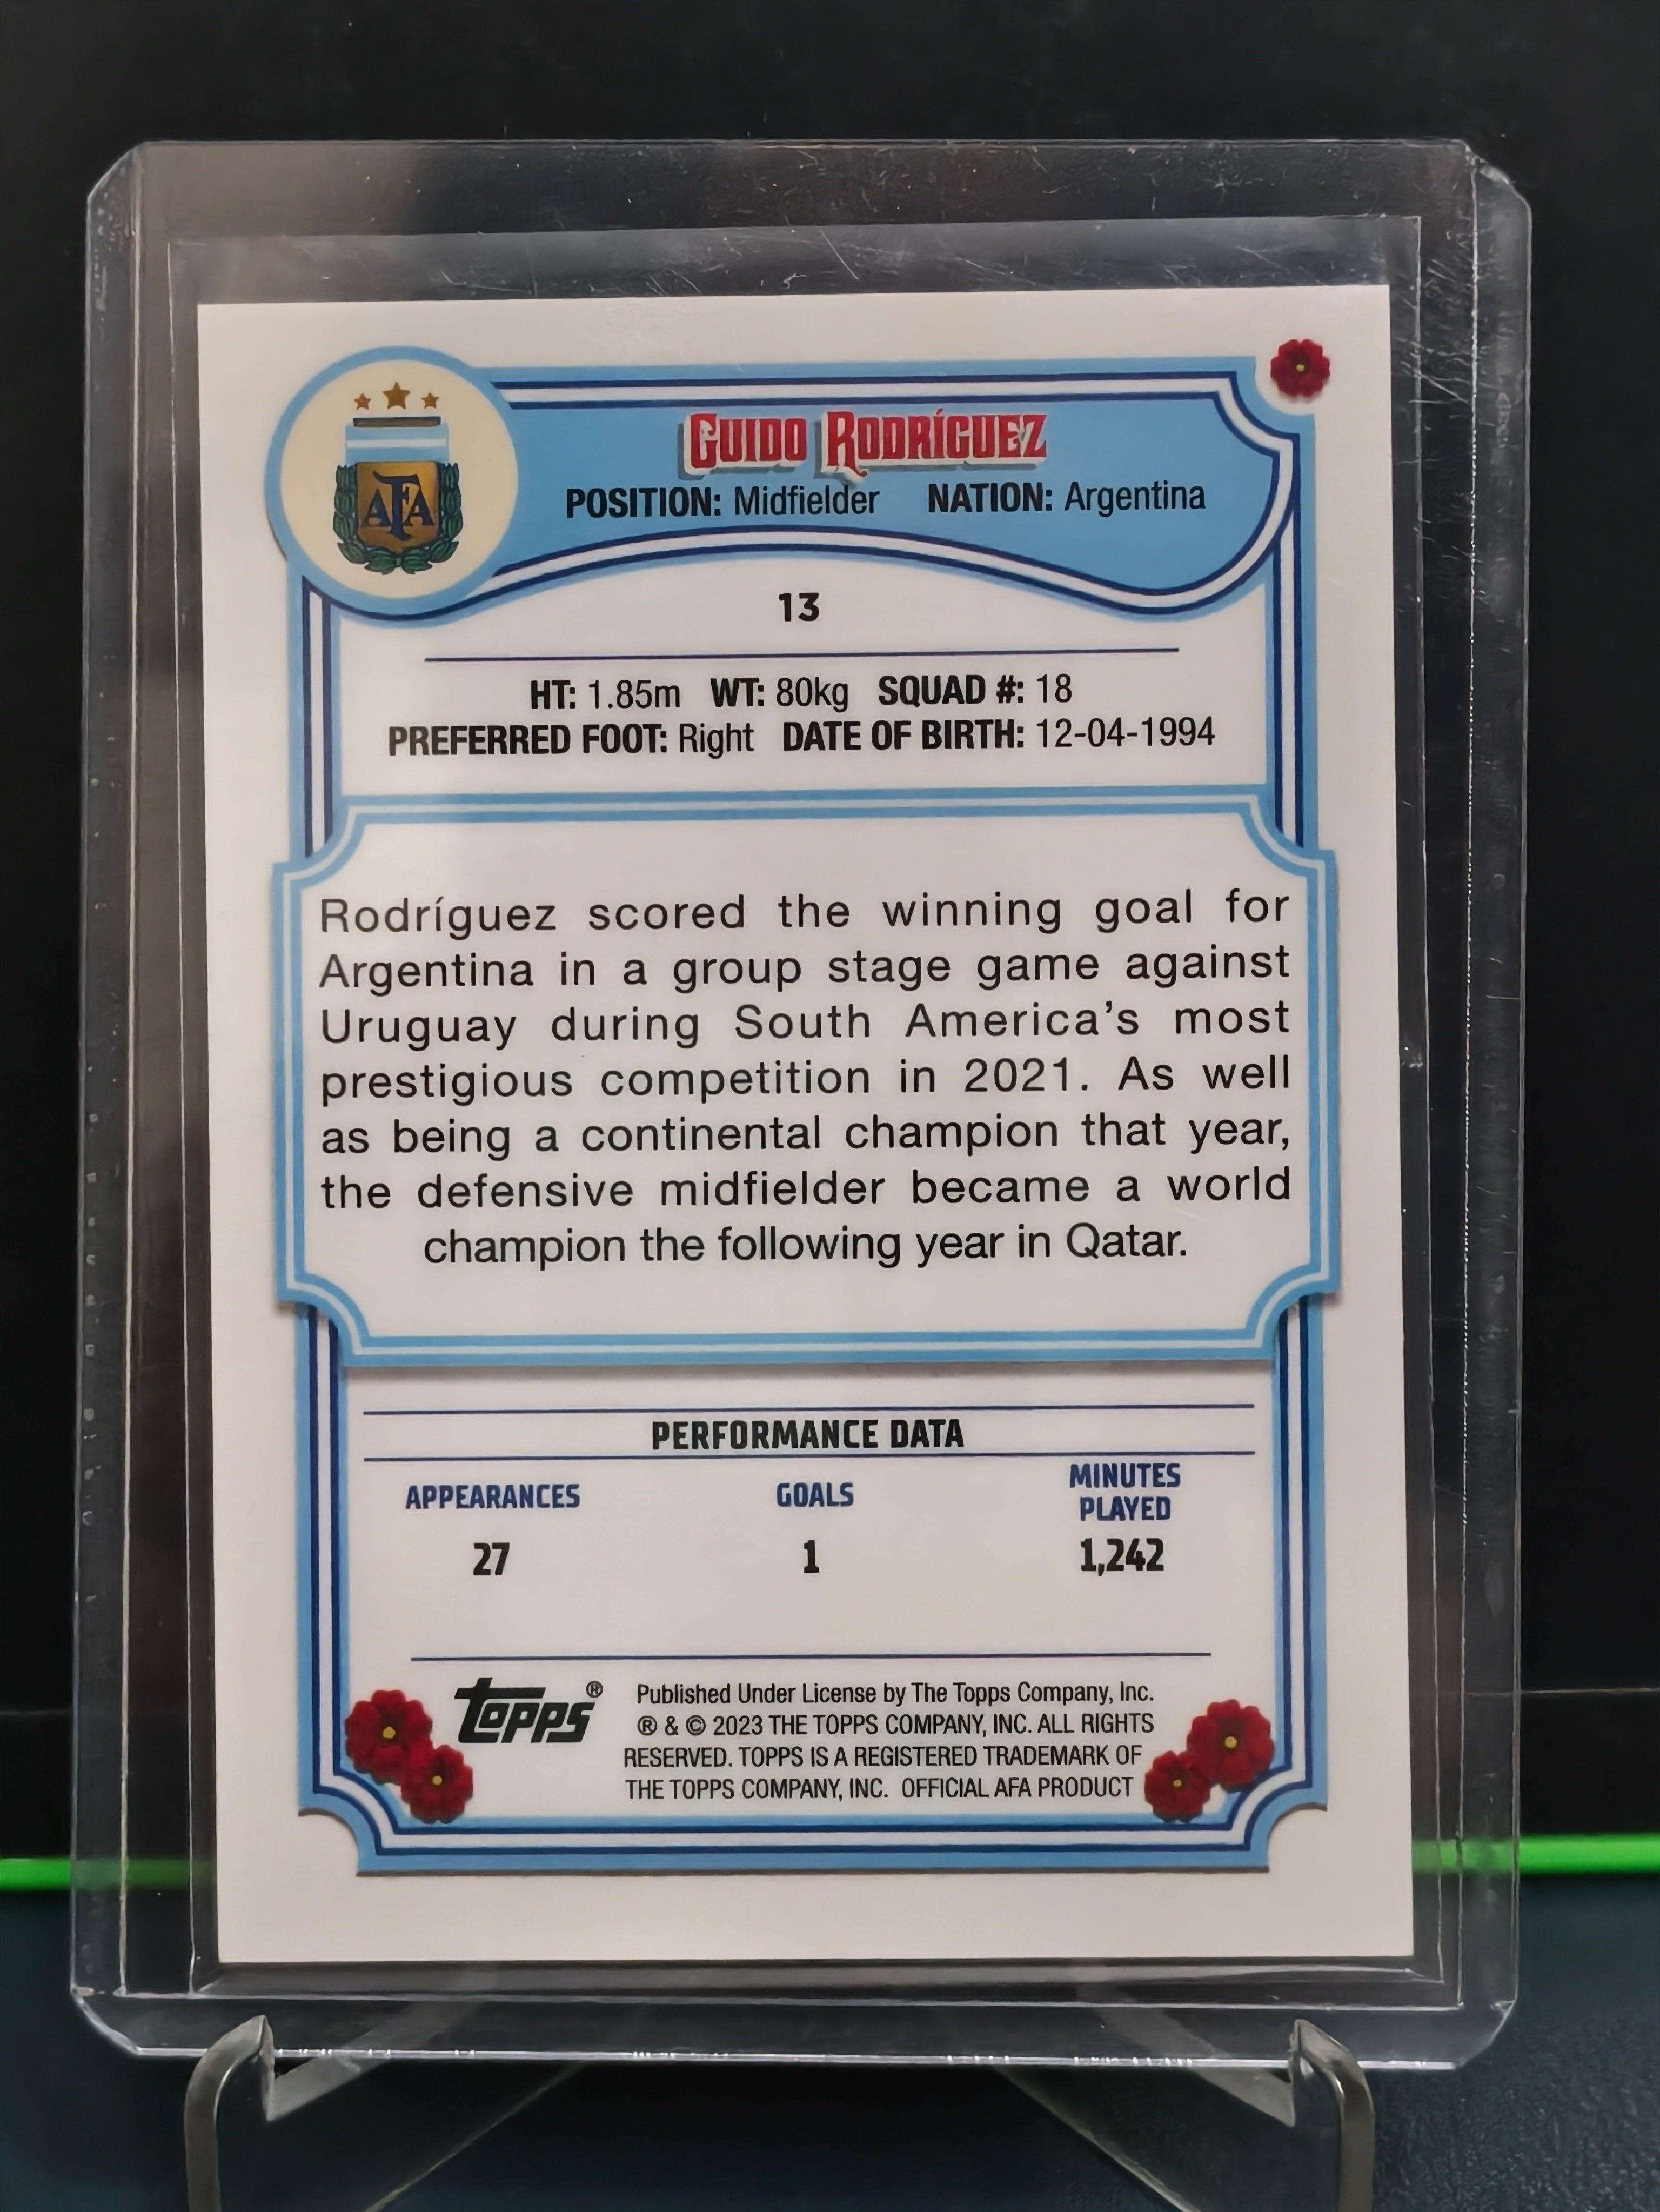 AFA
GUIDO RODRÍGUEZ
POSITION: Midfielder NATION: Argentina
13
HT: 1.85m WT: 80kg SQUAD #: 18
PREFERRED FOOT: Right DATE OF BIRTH: 12-04-1994
Rodríguez scored the winning goal for
Argentina in a group stage game against
Uruguay during South America's most
prestigious competition in 2021. As well
as being a continental champion that year,
the defensive midfielder became a world
champion the following year in Qatar.
PERFORMANCE DATA
APPEARANCES GOALS MINUTES PLAYED
27 1 1,242
topps®
Published Under License by The Topps Company, Inc.
® & © 2023 THE TOPPS COMPANY, INC. ALL RIGHTS
RESERVED. TOPPS IS A REGISTERED TRADEMARK OF
THE TOPPS COMPANY, INC. OFFICIAL AFA PRODUCT